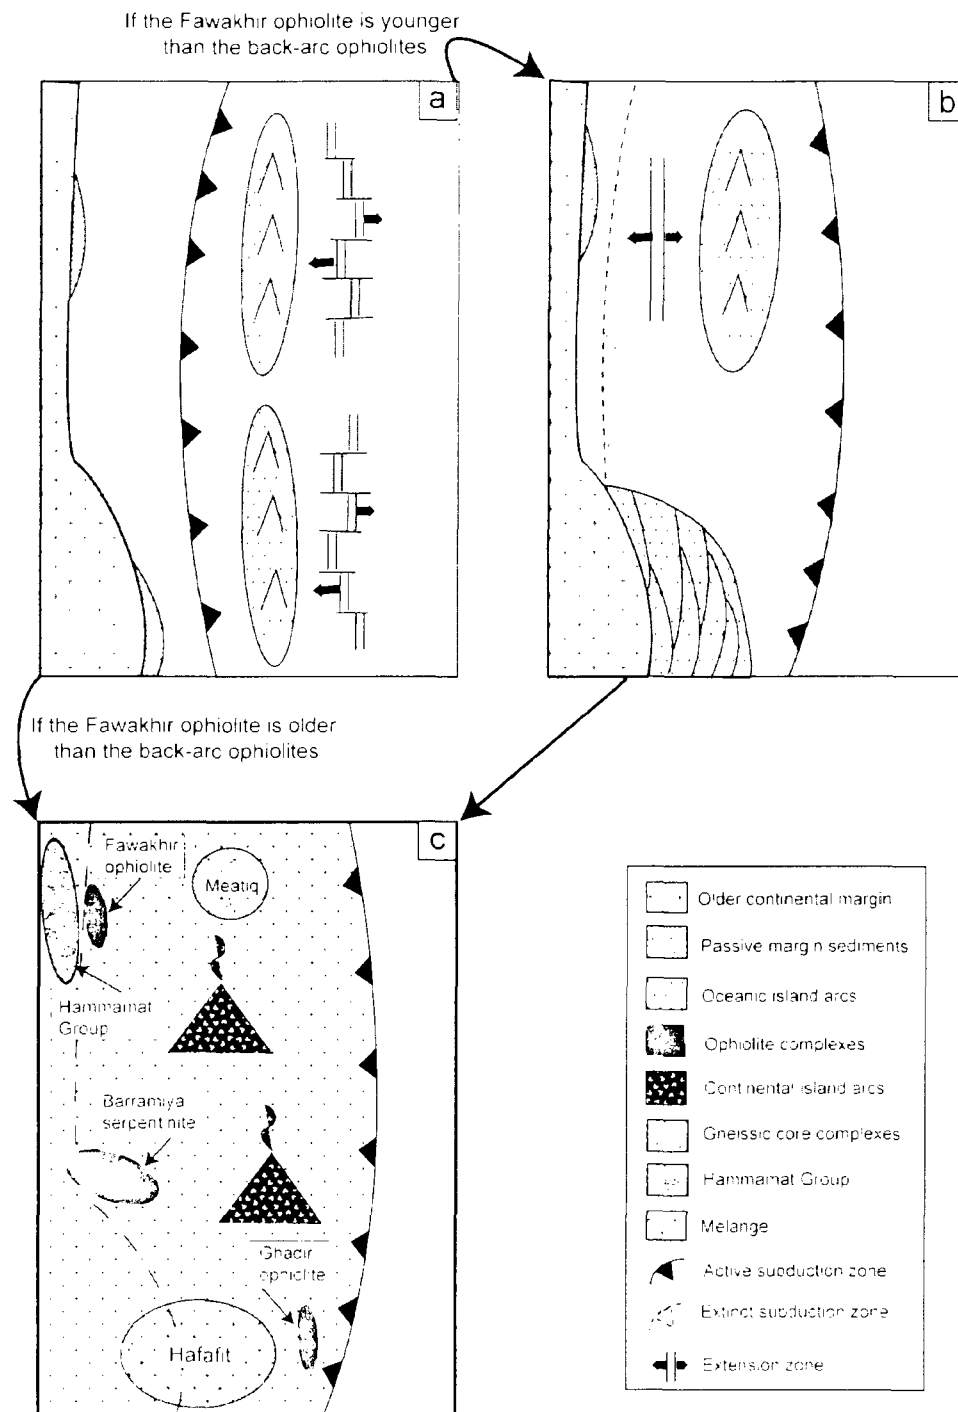 If the Fawakhir ophiolite is younger
than the back-arc ophiolites
a
b
If the Fawakhir ophiolite is older
than the back-arc ophiolites
c
Fawakhir
ophiolite
Meatiq
Hammamat
Group
Barramiya
serpentinite
Ghadir
ophiolite
Hafafit
Older continental margin
Passive margin sediments
Oceanic island arcs
Ophiolite complexes
Continental island arcs
Gneissic core complexes
Hammamat Group
Melange
Active subduction zone
Extinct subduction zone
Extension zone